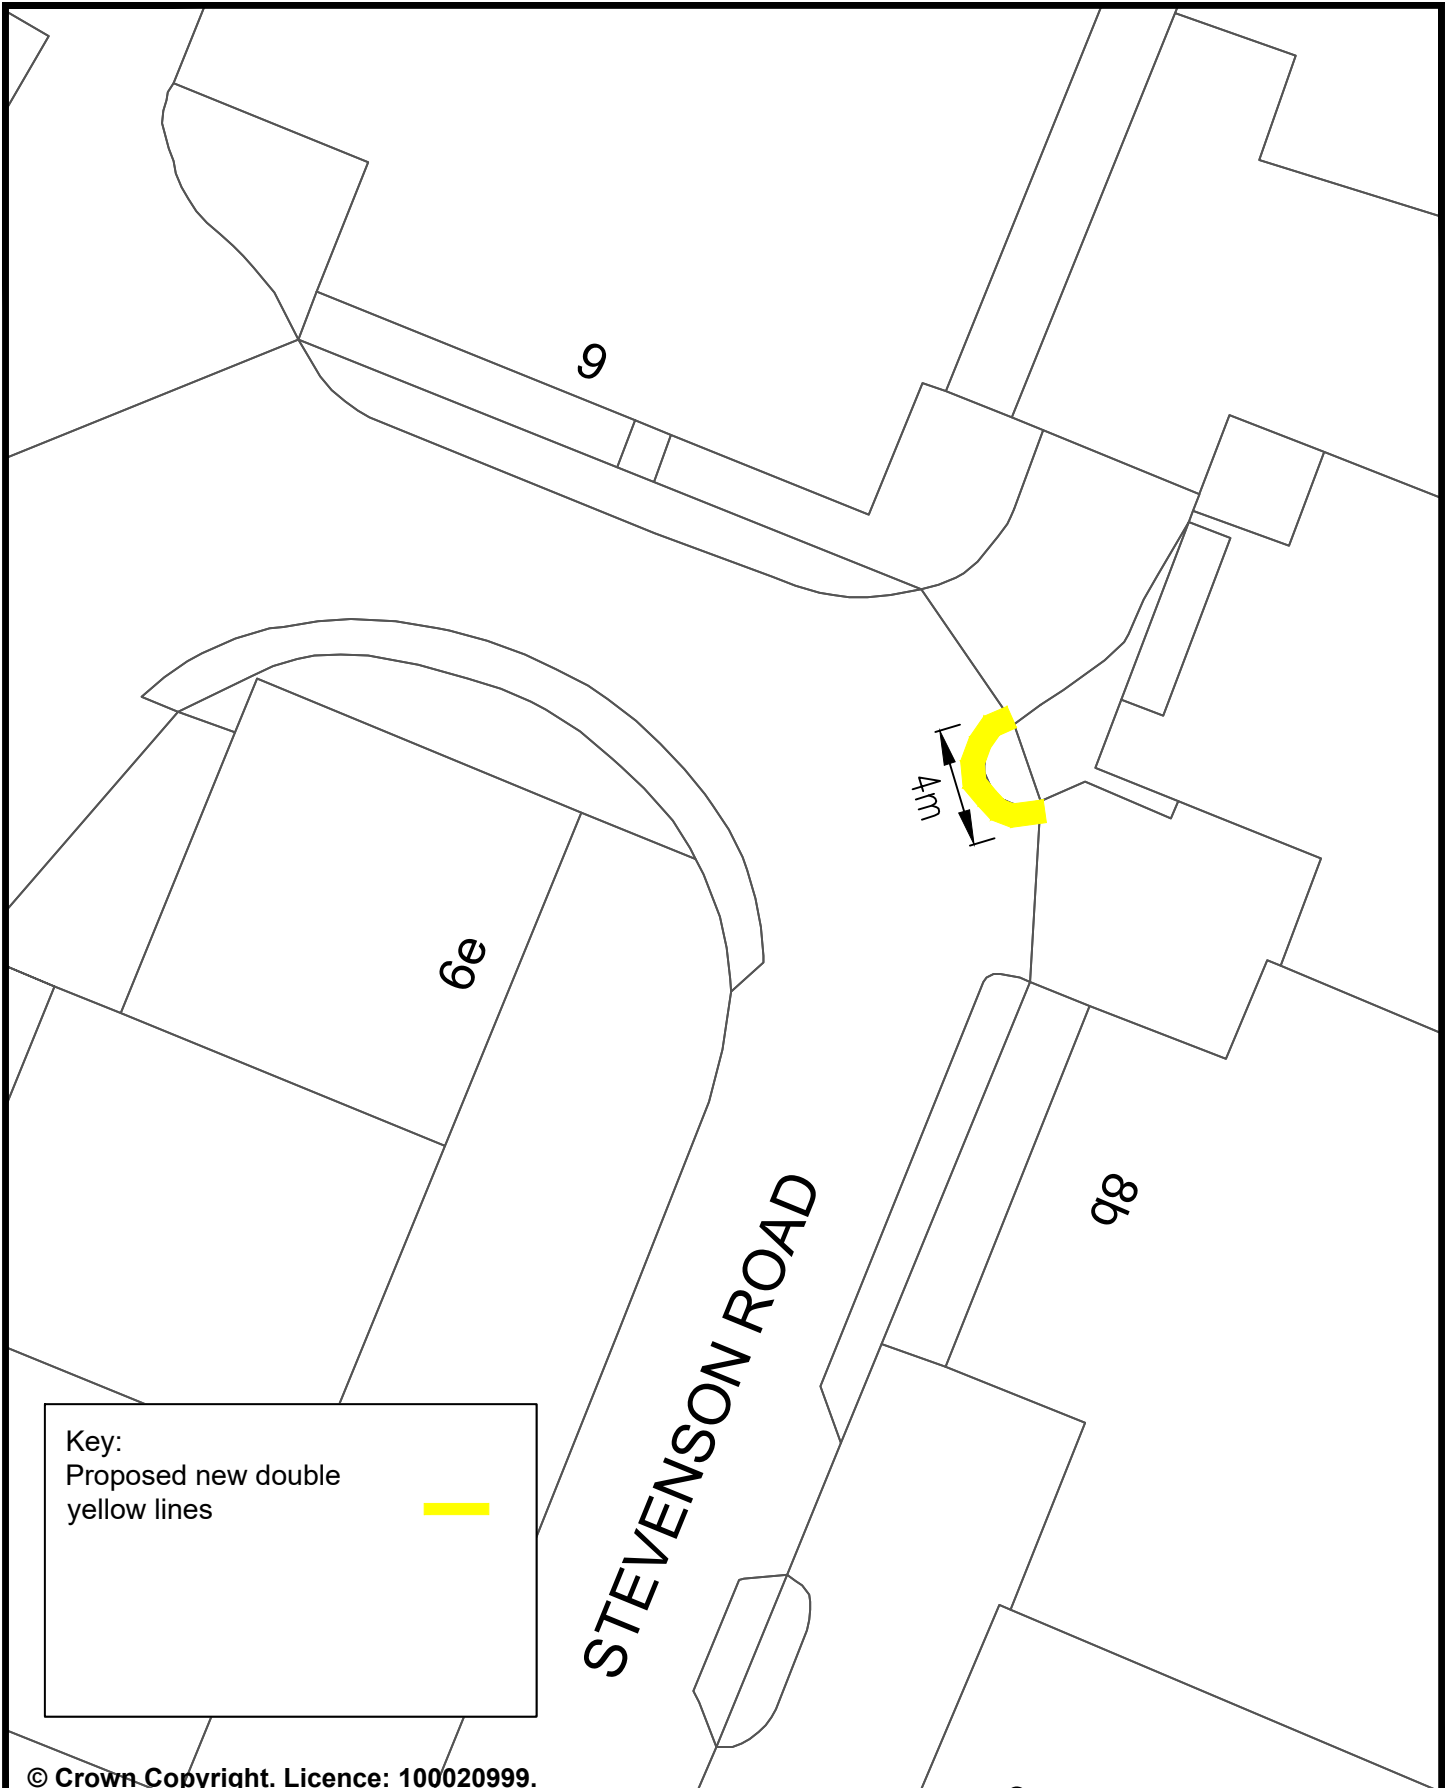 9
4m
6e
8b
STEVENSON ROAD
Key:
Proposed new double
yellow lines
© Crown Copyright. Licence: 100020999.